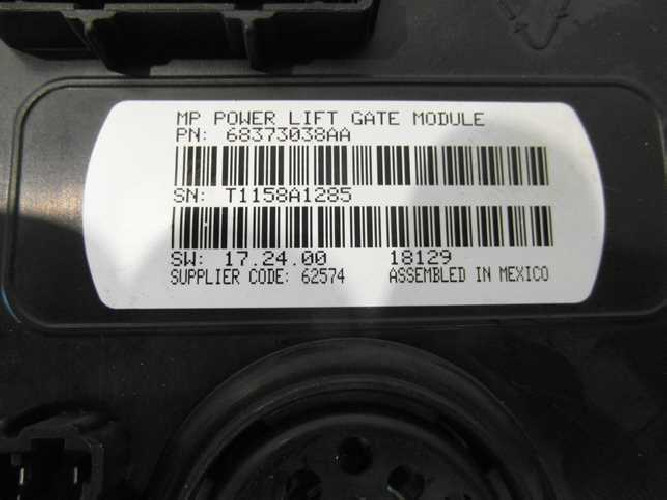 MP POWER LIFT GATE MODULE
PN: 68373038AA
SN: T1158A1285
SW: 17.24.00 18129
SUPPLIER CODE: 62574 ASSEMBLED IN MEXICO